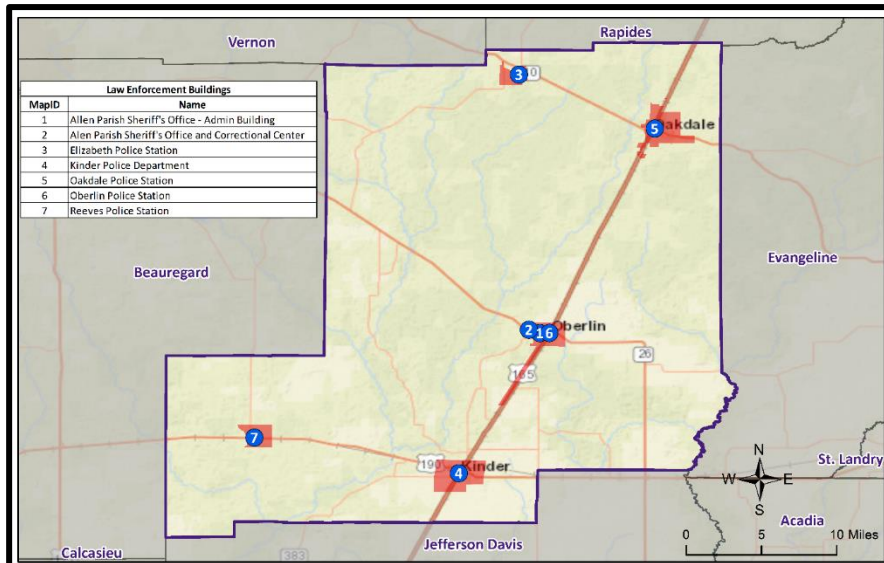 Rapides
Vernon
Law Enforcement Buildings
MapID Name
1 Allen Parish Sheriff's Office - Admin Building
2 Alen Parish Sheriff's Office and Correctional Center
3 Elizabeth Police Station
4 Kinder Police Department
5 Oakdale Police Station
6 Oberlin Police Station
7 Reeves Police Station
3
5 Oakdale
Beauregard
Evangeline
2 1 6 Oberlin
26
165
7
190 Kinder
4
St. Landry
N
W E
S
Acadia
0 5 10 Miles
Calcasieu
383
Jefferson Davis